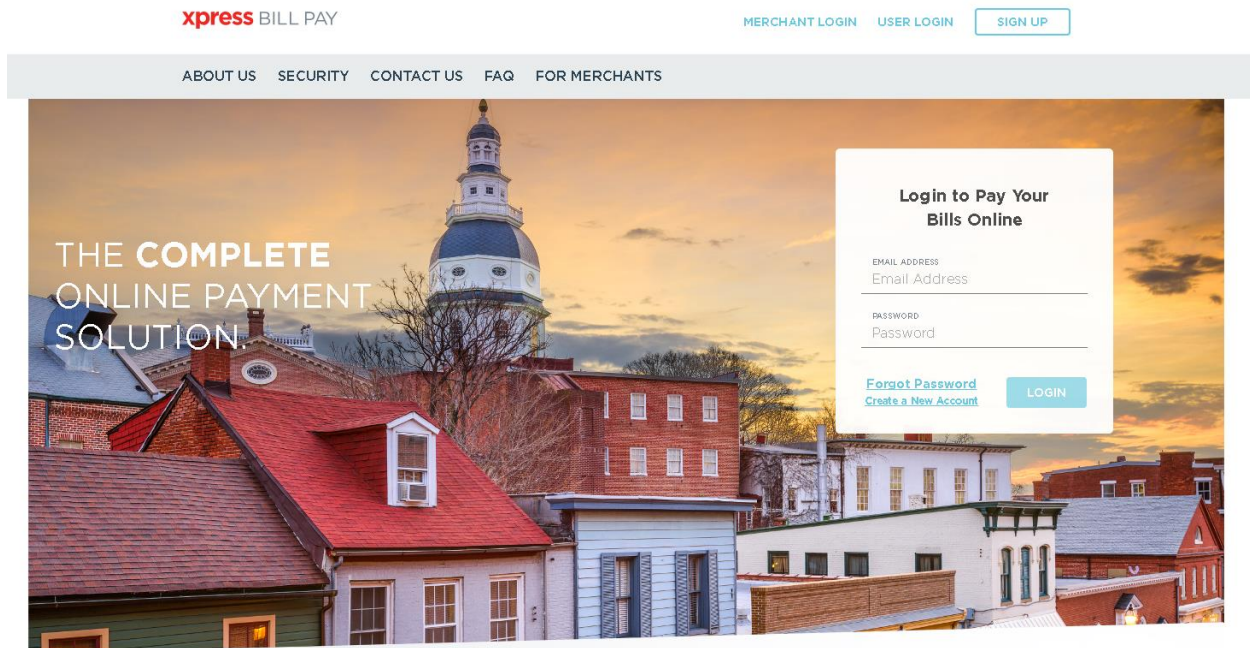 xpress BILL PAY
MERCHANT LOGIN USER LOGIN SIGN UP
ABOUT US SECURITY CONTACT US FAQ FOR MERCHANTS
THE COMPLETE
ONLINE PAYMENT
SOLUTION.
Login to Pay Your
Bills Online
EMAIL ADDRESS
Email Address
PASSWORD
Password
Forgot Password
Create a New Account
LOGIN